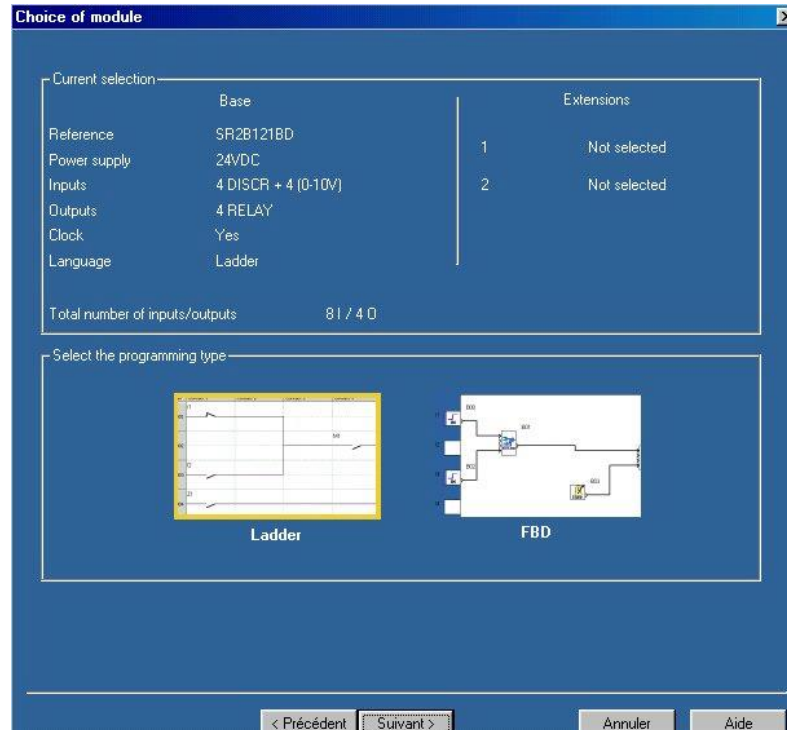 Choice of module
Current selection
Base
Extensions
Reference SR2B121BD
Power supply 24VDC
Inputs 4 DISCR + 4 (0-10V)
Outputs 4 RELAY
Clock Yes
Language Ladder
1 Not selected
2 Not selected
Total number of inputs/outputs 8 I / 4 O
Select the programming type
Ladder
FBD
< Précédent
Suivant >
Annuler
Aide